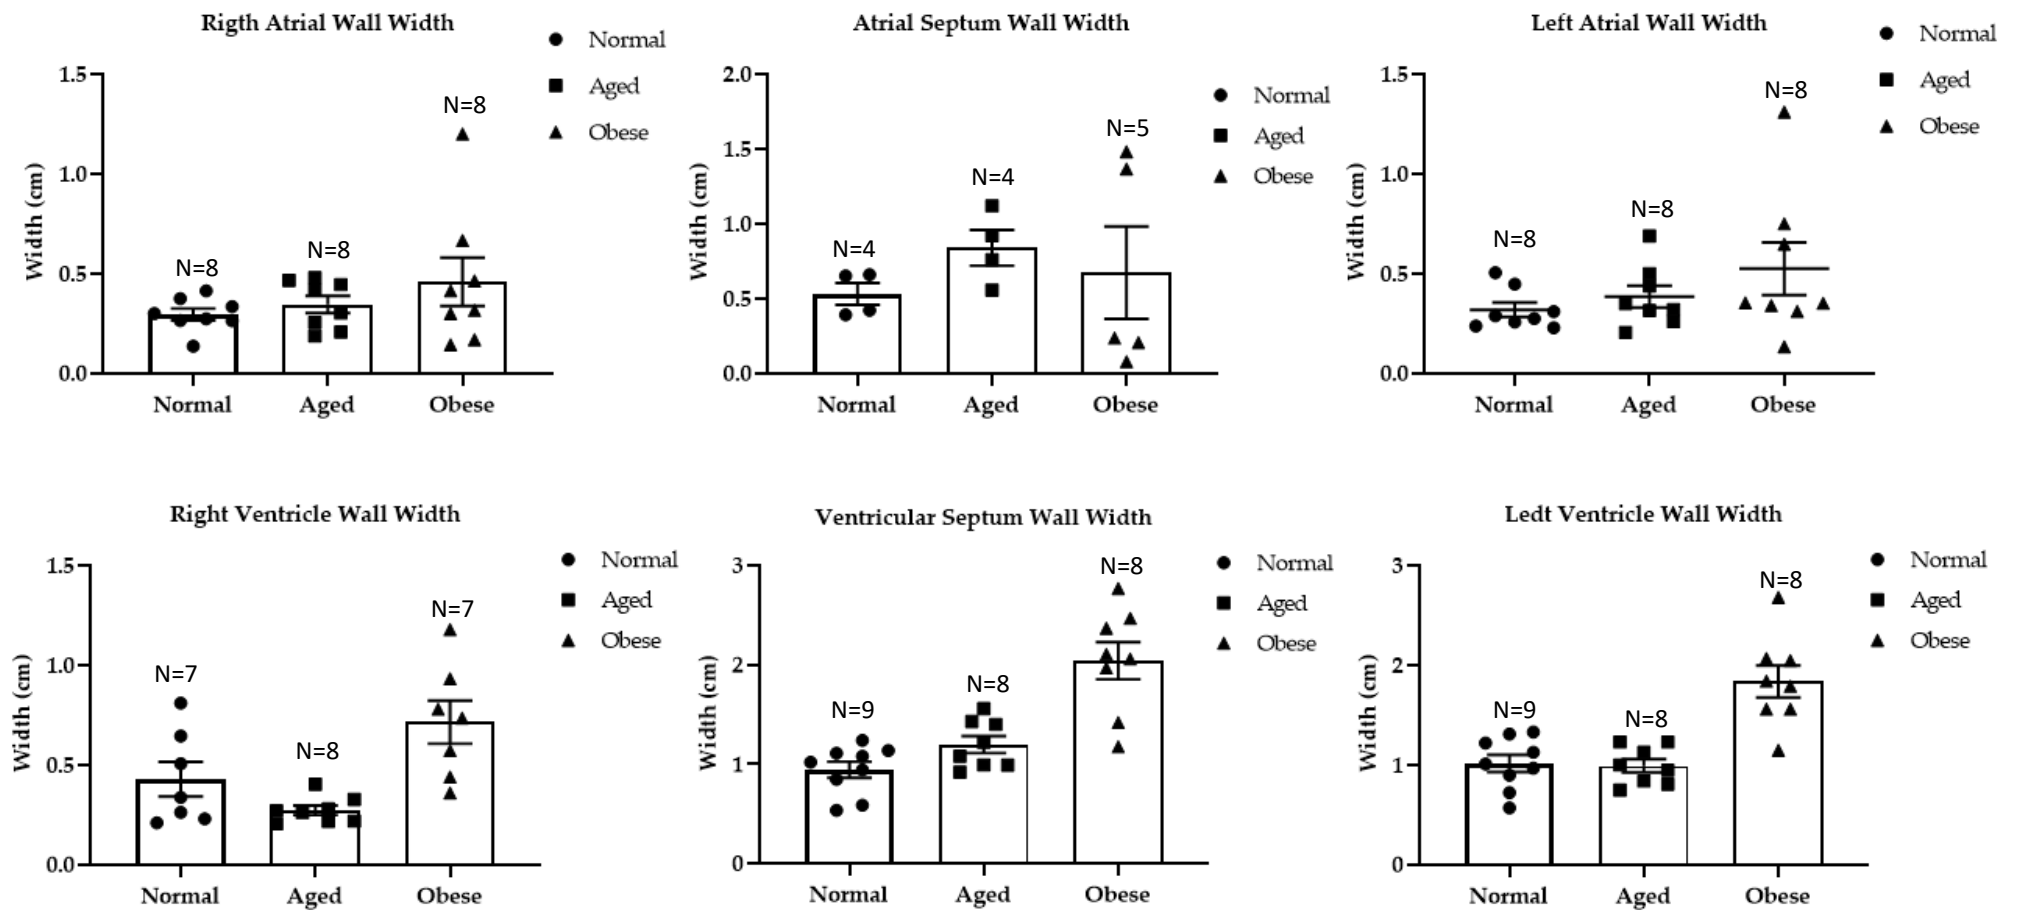 Rigth Atrial Wall Width
Normal
Aged
Obese
Width (cm)
1.5
1.0
0.5
0.0
N=8
N=8
N=8
Normal
Aged
Obese
Atrial Septum Wall Width
Normal
Aged
Obese
Width (cm)
2.0
1.5
1.0
0.5
0.0
N=4
N=4
N=5
Normal
Aged
Obese
Left Atrial Wall Width
Normal
Aged
Obese
Width (cm)
1.5
1.0
0.5
0.0
N=8
N=8
N=8
Normal
Aged
Obese
Right Ventricle Wall Width
Normal
Aged
Obese
Width (cm)
1.5
1.0
0.5
0.0
N=7
N=8
N=7
Normal
Aged
Obese
Ventricular Septum Wall Width
Normal
Aged
Obese
Width (cm)
3
2
1
0
N=9
N=8
N=8
Normal
Aged
Obese
Ledt Ventricle Wall Width
Normal
Aged
Obese
Width (cm)
3
2
1
0
N=9
N=8
N=8
Normal
Aged
Obese